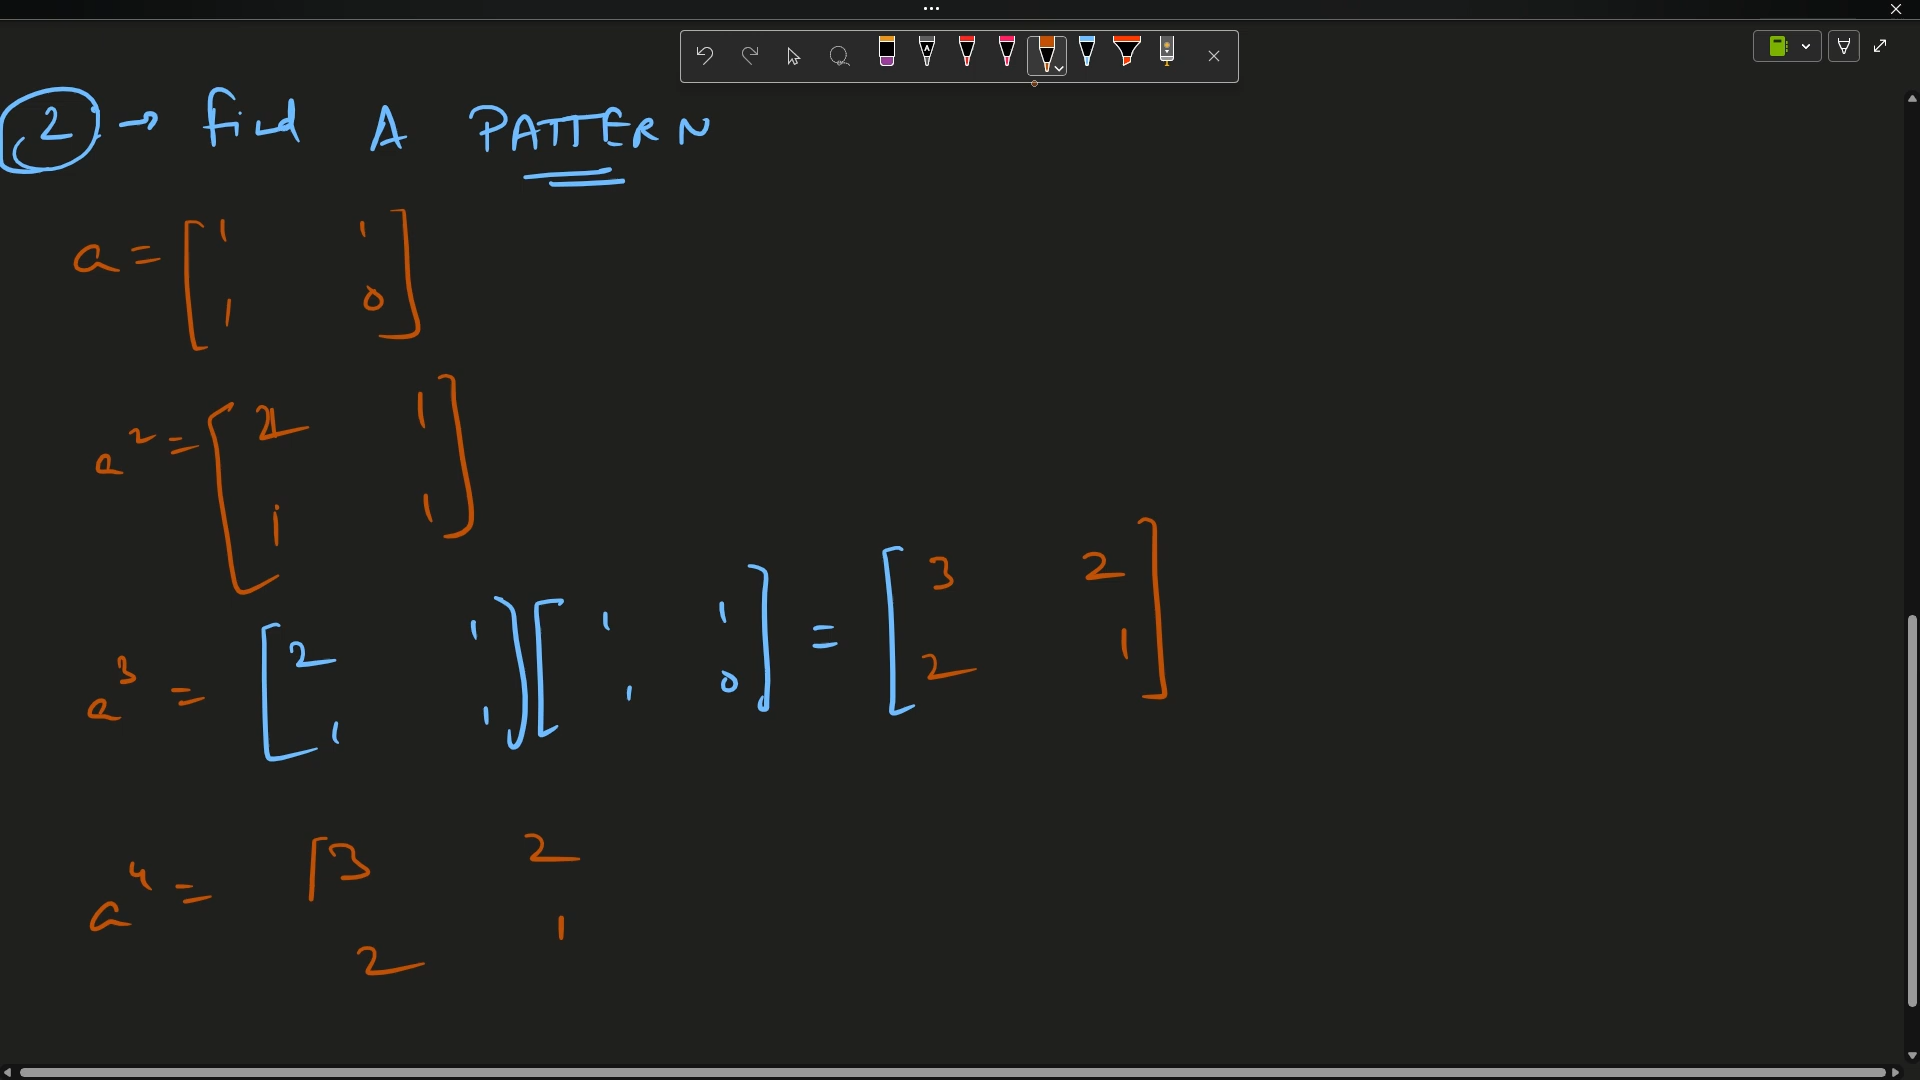 2 → find A PATTERN
1 1
a =
1 0
2 1
a² =
1 1
3 2
2 1 1 1
a³ = =
1 1 1 0 2 1
3 2
a⁴ =
2 1